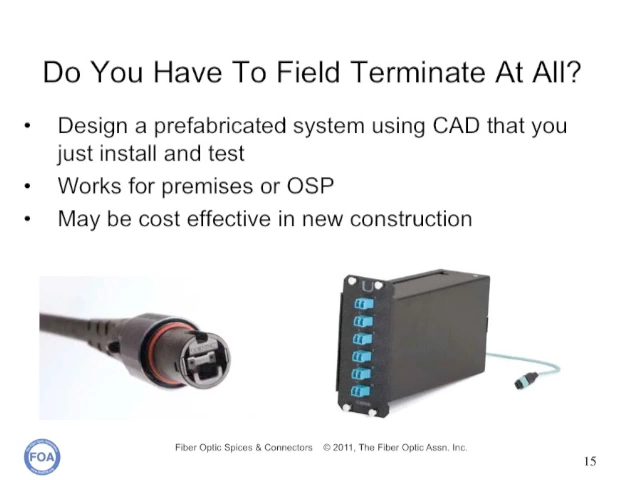 Do You Have To Field Terminate At All?
• Design a prefabricated system using CAD that you
just install and test
• Works for premises or OSP
• May be cost effective in new construction
U
FOA
Fiber Optic Spices & Connectors © 2011, The Fiber Optic Assn. Inc.
15